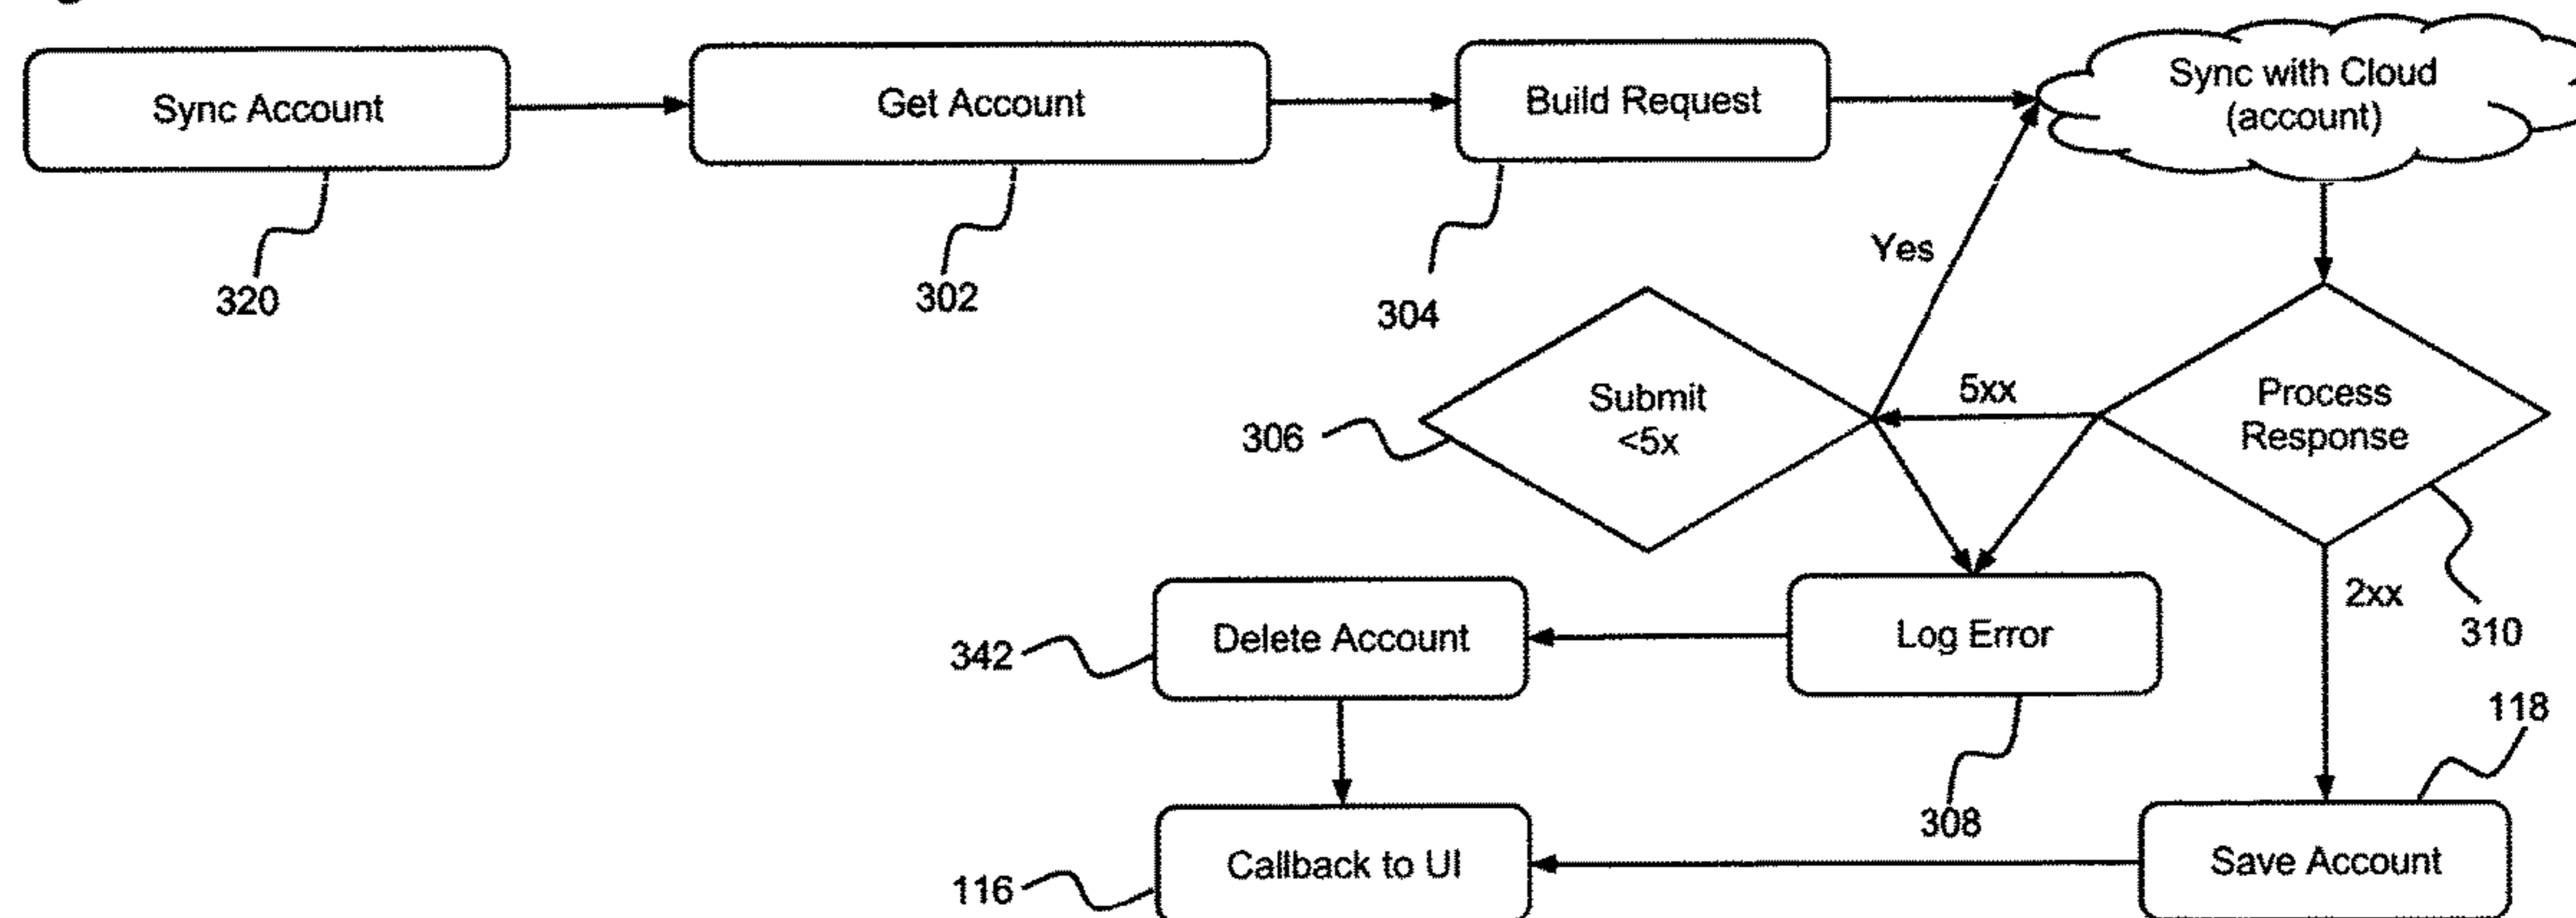 Sync Account
Get Account
Build Request
Sync with Cloud
(account)
320
302
304
Yes
306
Submit
<5x
5xx
Process
Response
2xx
310
342
Delete Account
Log Error
118
308
116
Callback to UI
Save Account